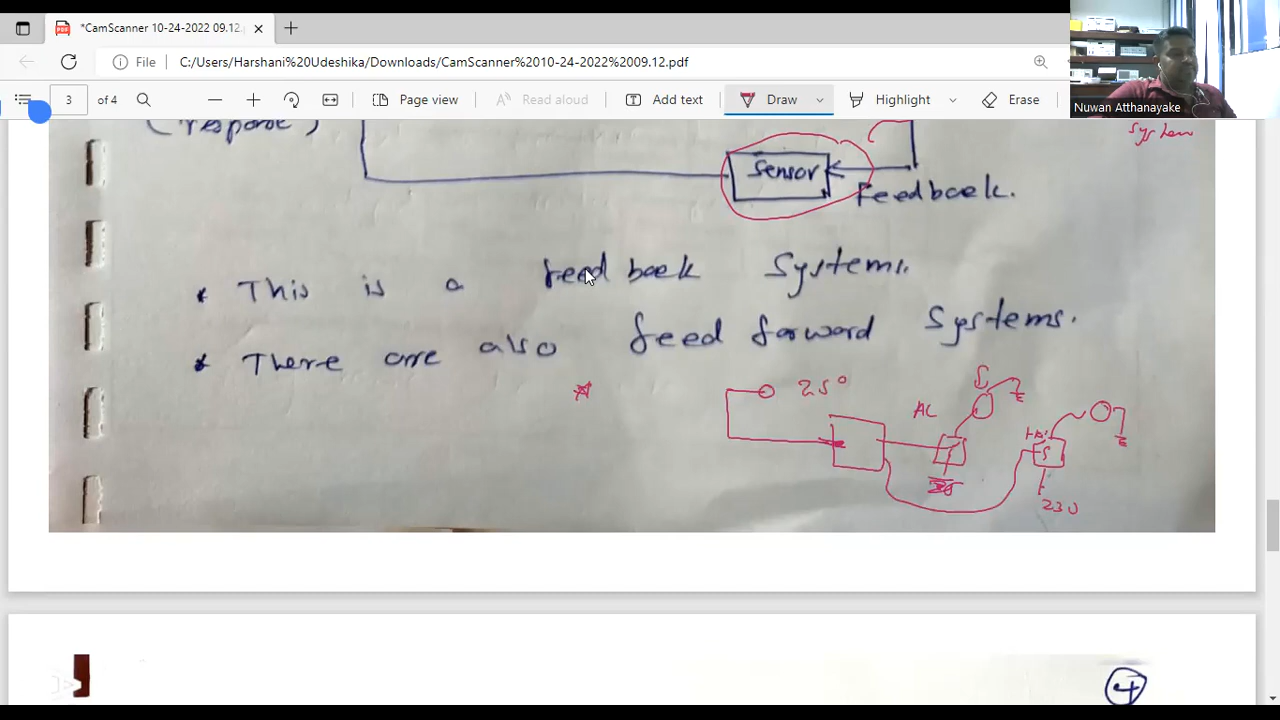 *CamScanner 10-24-2022 09.12.
File C:/Users/Harshani%20Udeshika/Downloads/CamScanner%2010-24-2022%2009.12.pdf
3 of 4 Page view Read aloud Add text Draw Highlight Erase
Nuwan Atthanayake
(response)
System
Sensor
Feedback.
* This is a feed back Systems.
* There are also feed forward Systems.
25°
AC
S
S
230
4